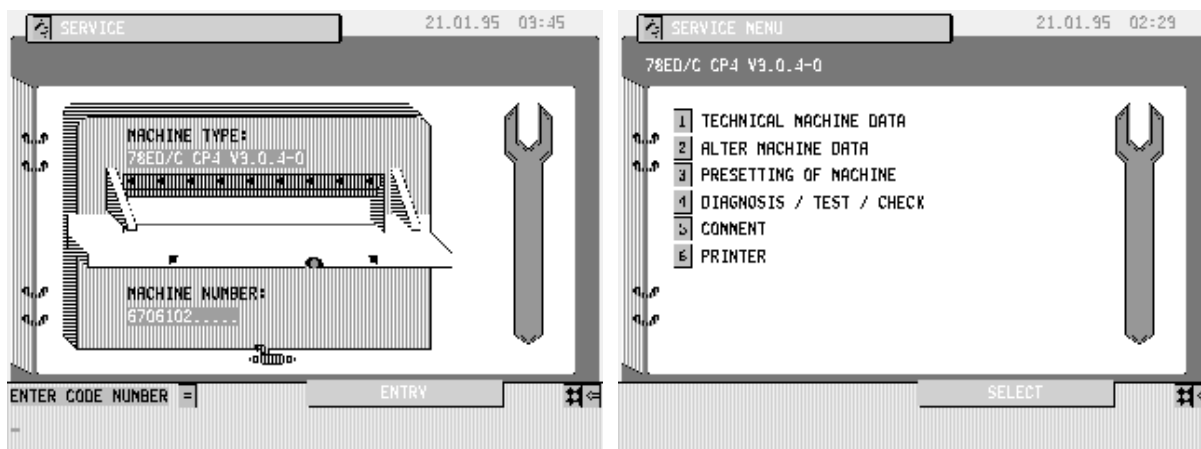 SERVICE 21.01.95 03:45
MACHINE TYPE:
78ED/C CP4 V3.0.4-0
MACHINE NUMBER:
6706102.....
ENTRY
ENTER CODE NUMBER =
SERVICE MENU 21.01.95 02:29
78ED/C CP4 V3.0.4-0
1 TECHNICAL MACHINE DATA
2 ALTER MACHINE DATA
3 PRESETTING OF MACHINE
4 DIAGNOSIS / TEST / CHECK
5 COMMENT
6 PRINTER
SELECT